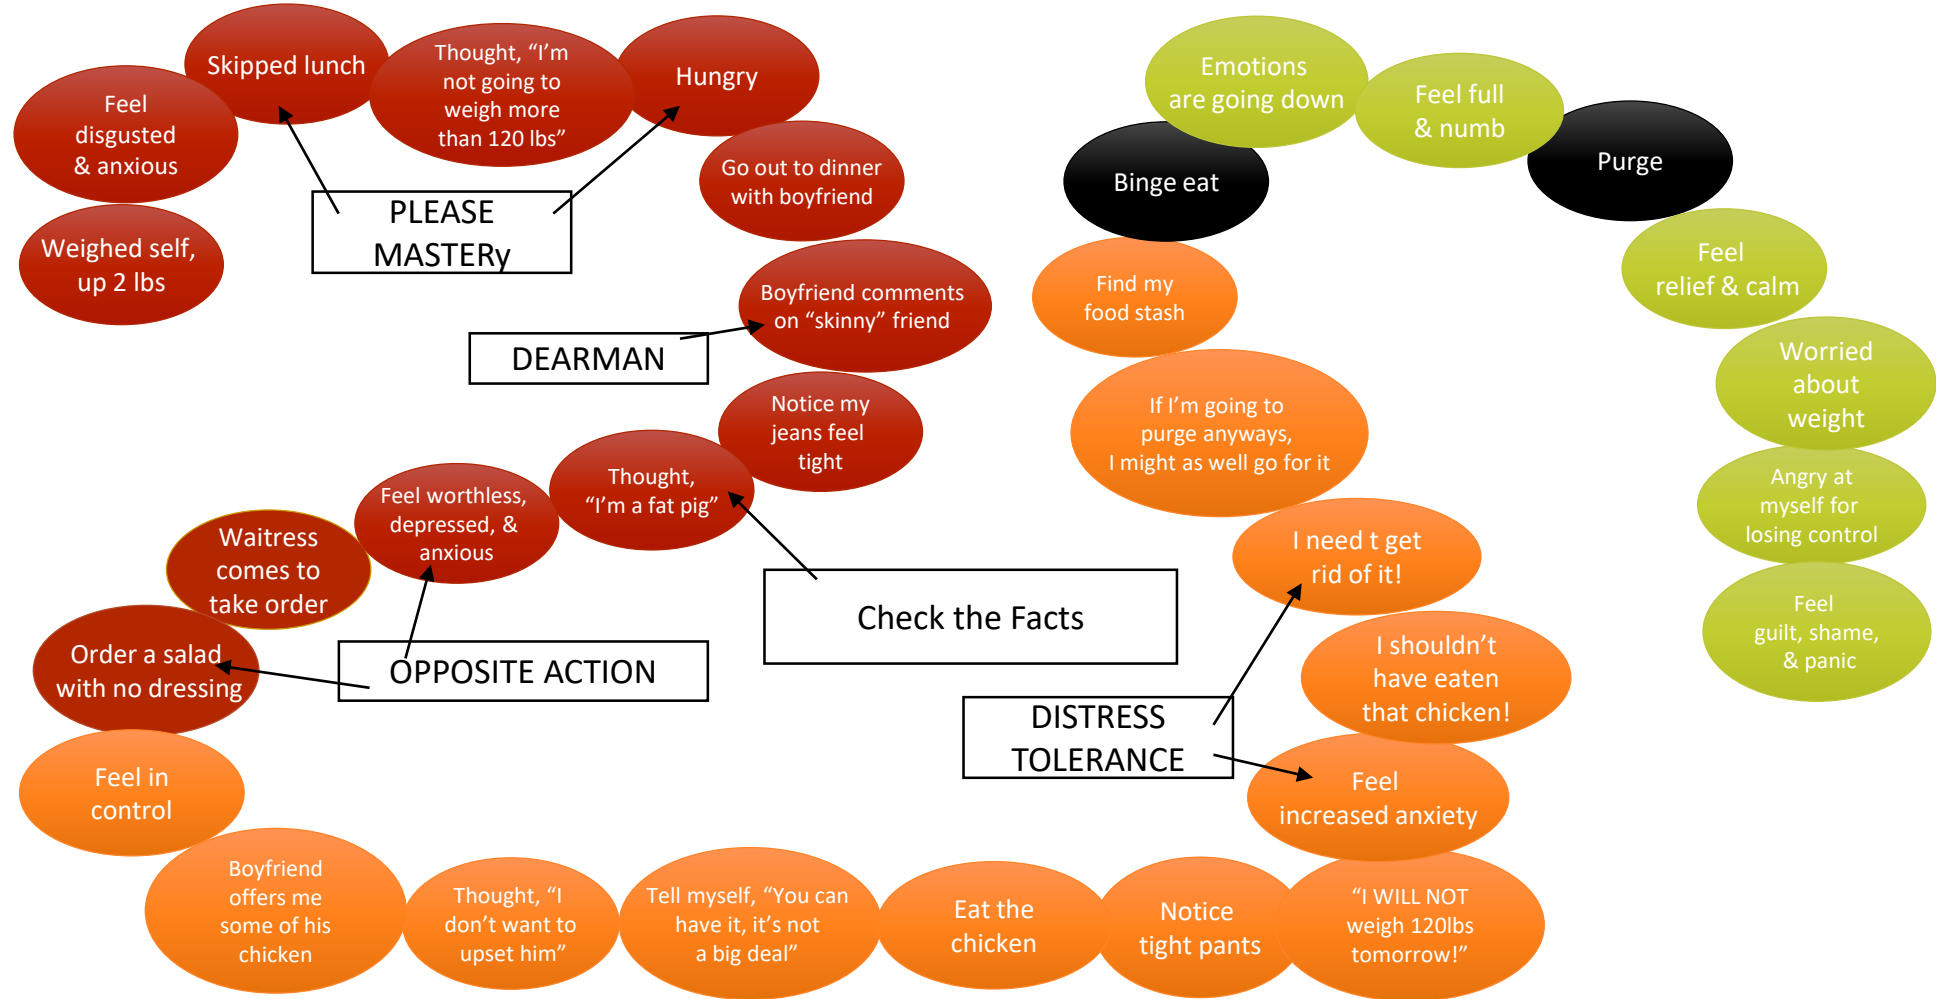 Weighed self,
up 2 lbs
Feel
disgusted
& anxious
Skipped lunch
Thought, “I’m
not going to
weigh more
than 120 lbs”
Hungry
PLEASE
MASTERy
Go out to dinner
with boyfriend
Boyfriend comments
on “skinny” friend
DEARMAN
Notice my
jeans feel
tight
Thought,
“I’m a fat pig”
Check the Facts
Feel worthless,
depressed, &
anxious
Waitress
comes to
take order
Order a salad
with no dressing
OPPOSITE ACTION
Feel in
control
Boyfriend
offers me
some of his
chicken
Thought, “I
don’t want to
upset him”
Tell myself, “You can
have it, it’s not
a big deal”
Eat the
chicken
Notice
tight pants
“I WILL NOT
weigh 120lbs
tomorrow!”
Feel
increased anxiety
DISTRESS
TOLERANCE
I shouldn’t
have eaten
that chicken!
I need t get
rid of it!
If I’m going to
purge anyways,
I might as well go for it
Find my
food stash
Binge eat
Emotions
are going down
Feel full
& numb
Purge
Feel
relief & calm
Worried
about
weight
Angry at
myself for
losing control
Feel
guilt, shame,
& panic